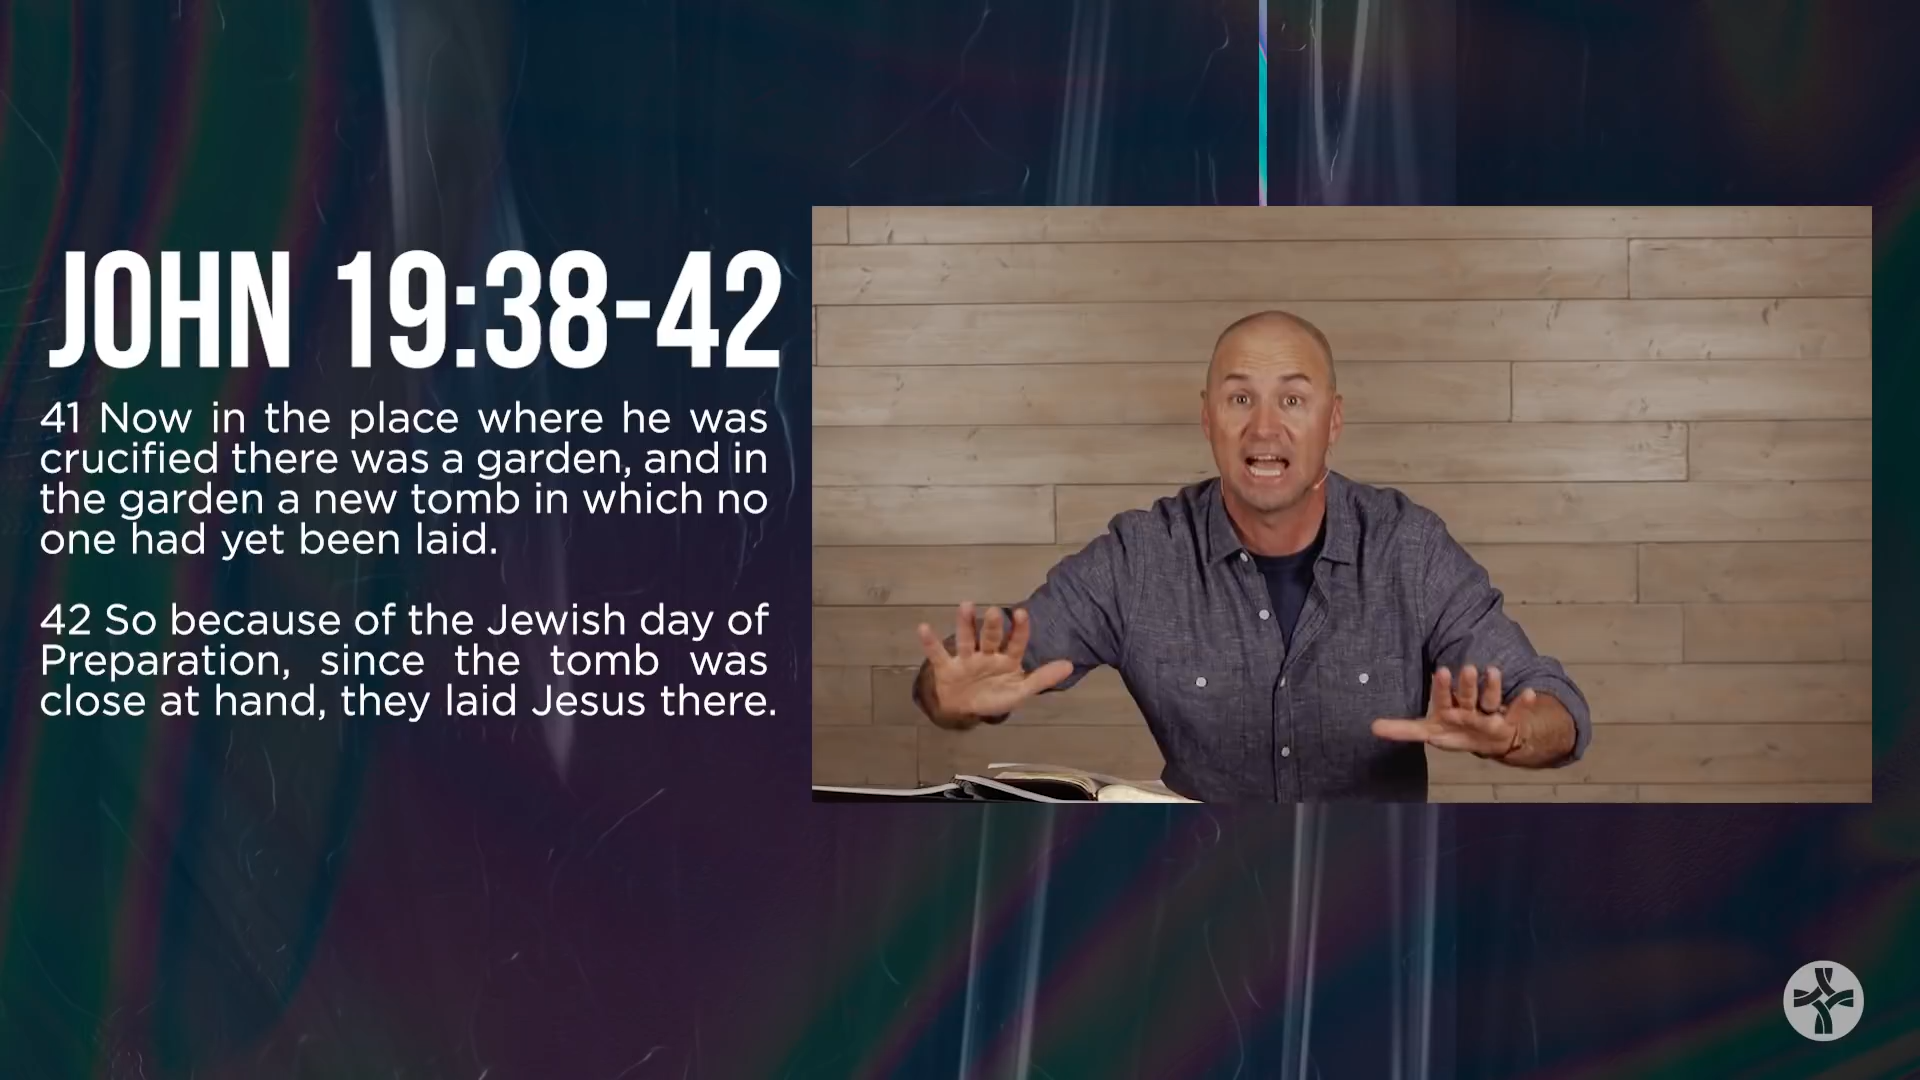 JOHN 19:38-42
41 Now in the place where he was
crucified there was a garden, and in
the garden a new tomb in which no
one had yet been laid.
42 So because of the Jewish day of
Preparation, since the tomb was
close at hand, they laid Jesus there.